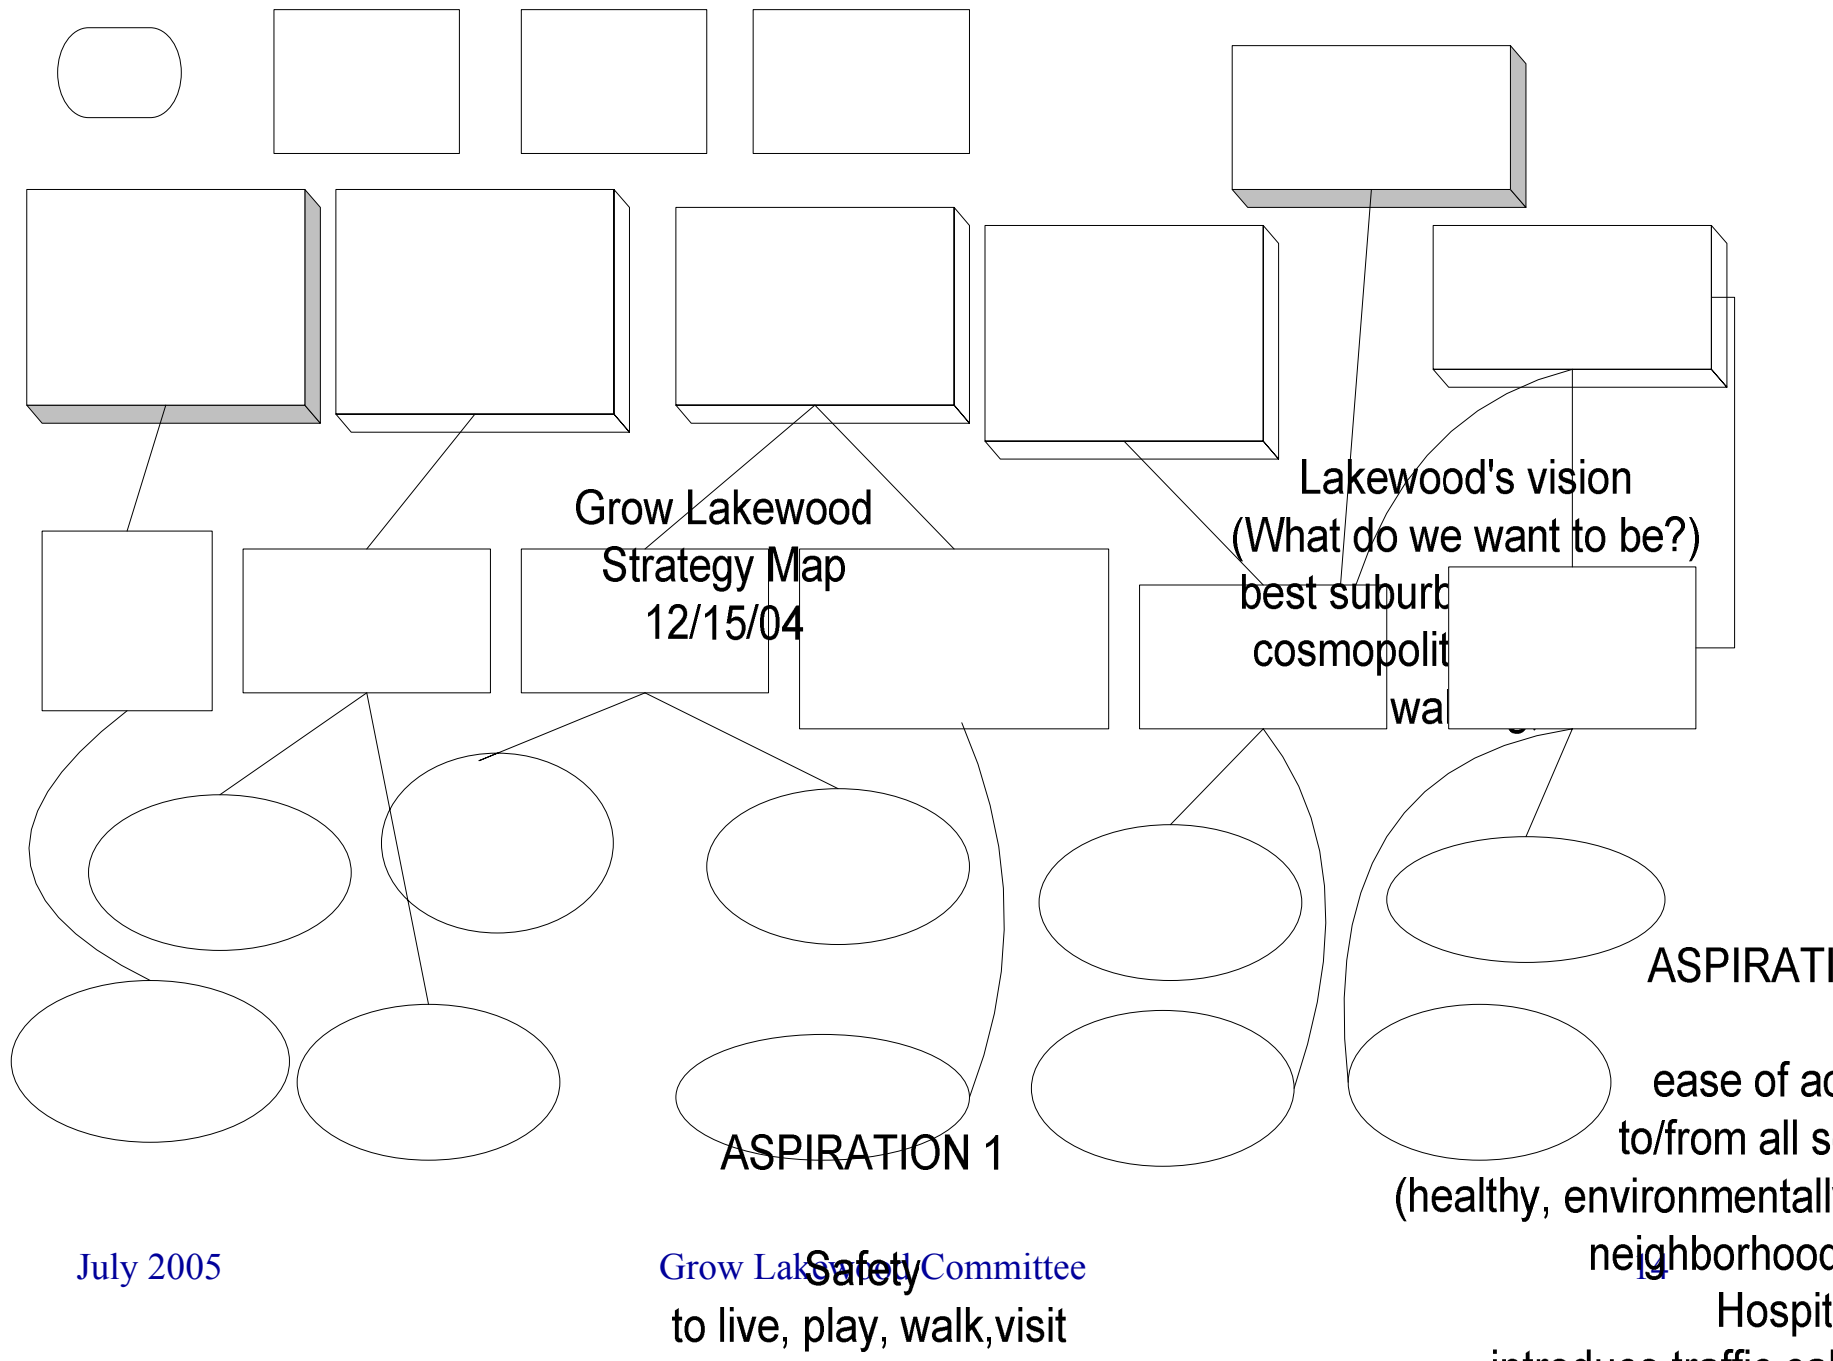 Grow Lakewood
Strategy Map
12/15/04
Lakewood's vision
(What do we want to be?)
best suburb
cosmopolit
wal
ASPIRATI
ease of ac
to/from all s
(healthy, environmentall
neighborhood
Hospit
ASPIRATION 1
Safety
to live, play, walk,visit
July 2005
Grow Lakewood Committee
14